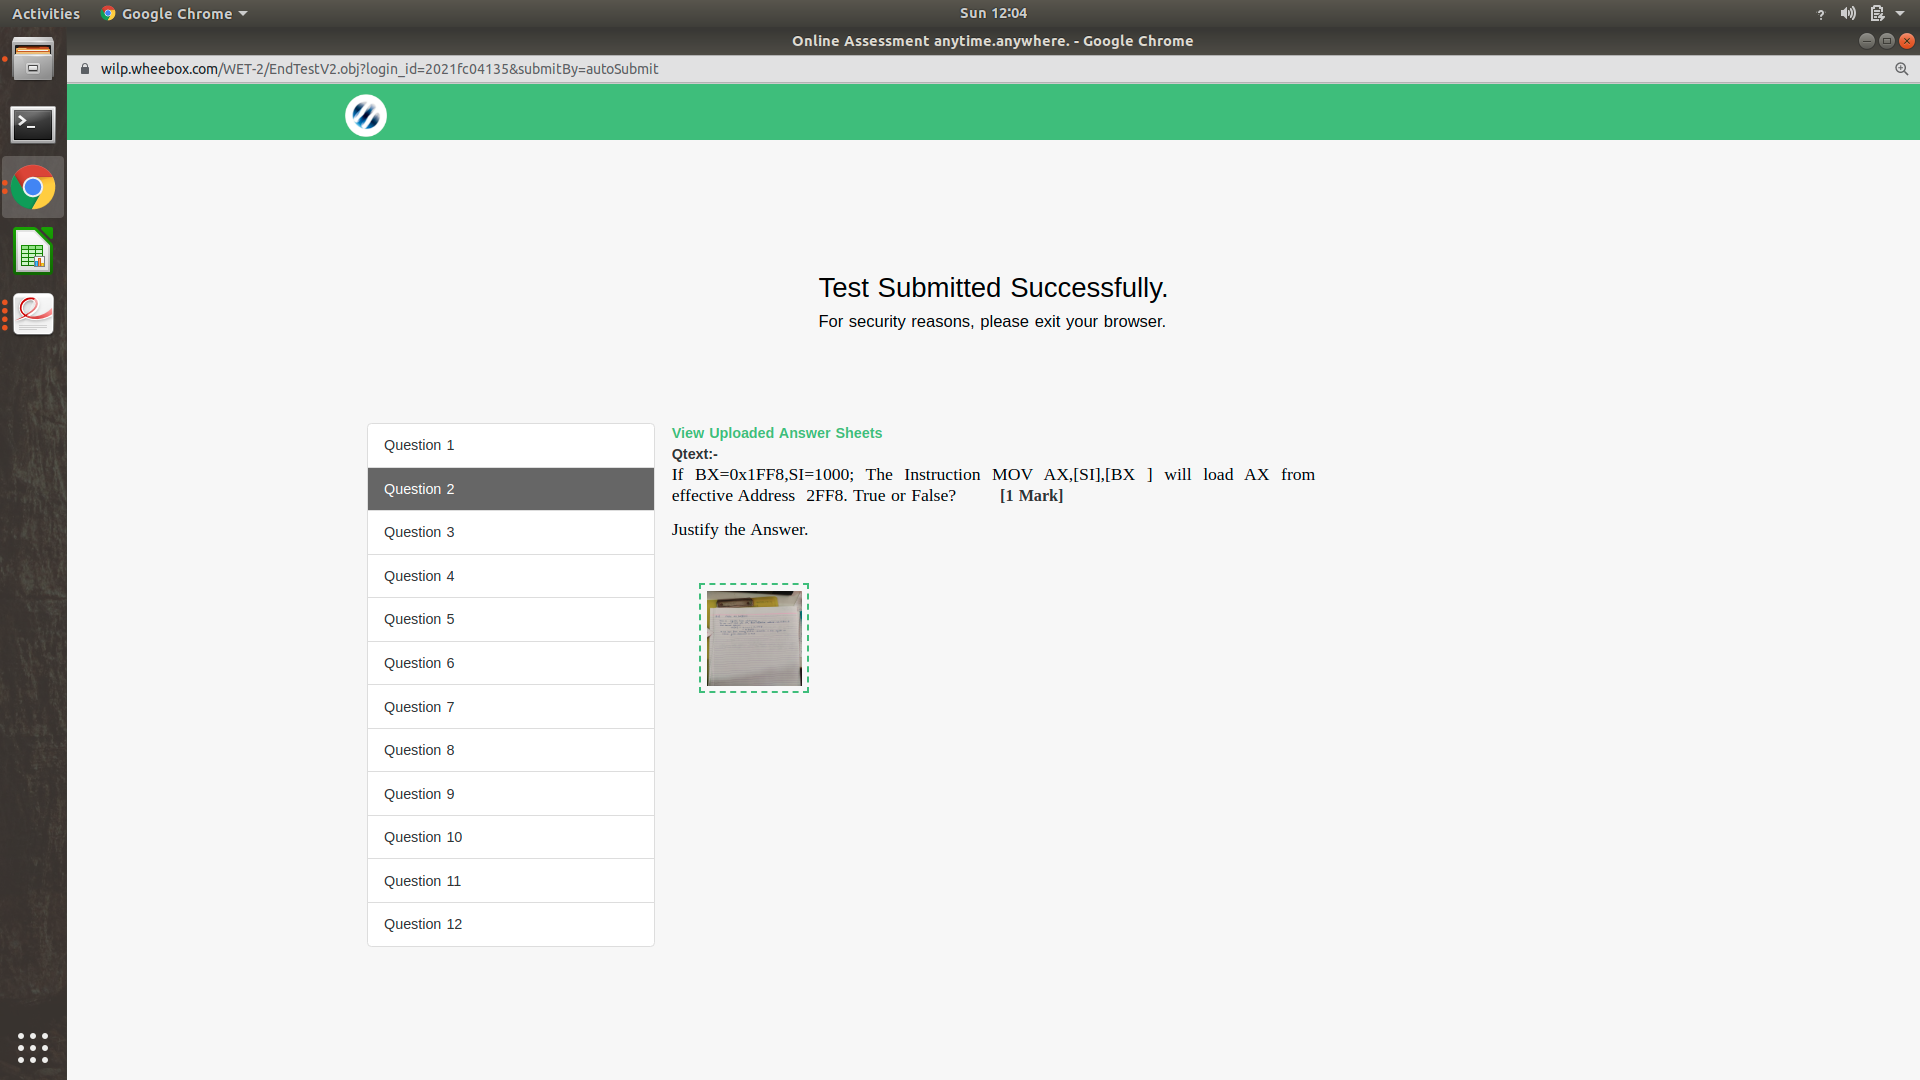 Activities Google Chrome Sun 12:04
Online Assessment anytime.anywhere. - Google Chrome
wilp.wheebox.com/WET-2/EndTestV2.obj?login_id=2021fc04135&submitBy=autoSubmit
Test Submitted Successfully.
For security reasons, please exit your browser.
Question 1
Question 2
Question 3
Question 4
Question 5
Question 6
Question 7
Question 8
Question 9
Question 10
Question 11
Question 12
View Uploaded Answer Sheets
Qtext:-
If BX=0x1FF8,SI=1000; The Instruction MOV AX,[SI],[BX ] will load AX from
effective Address 2FF8. True or False? [1 Mark]
Justify the Answer.